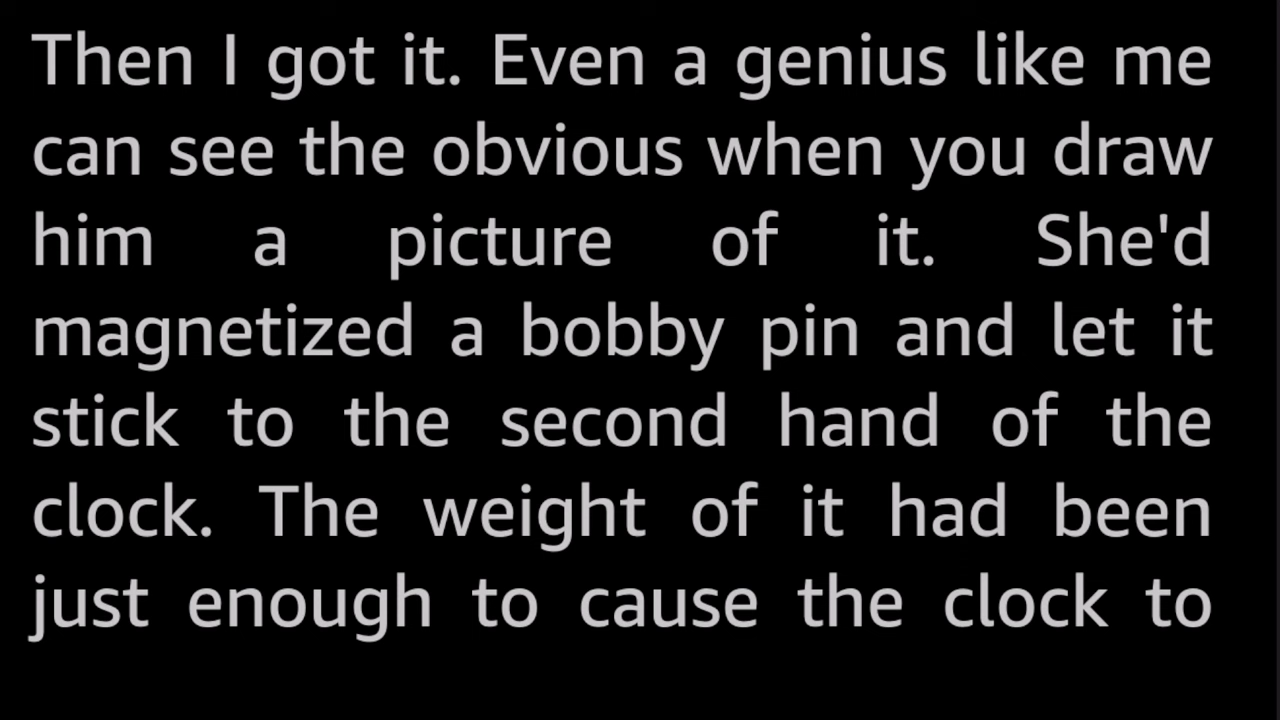 Then I got it. Even a genius like me
can see the obvious when you draw
him a picture of it. She'd
magnetized a bobby pin and let it
stick to the second hand of the
clock. The weight of it had been
just enough to cause the clock to